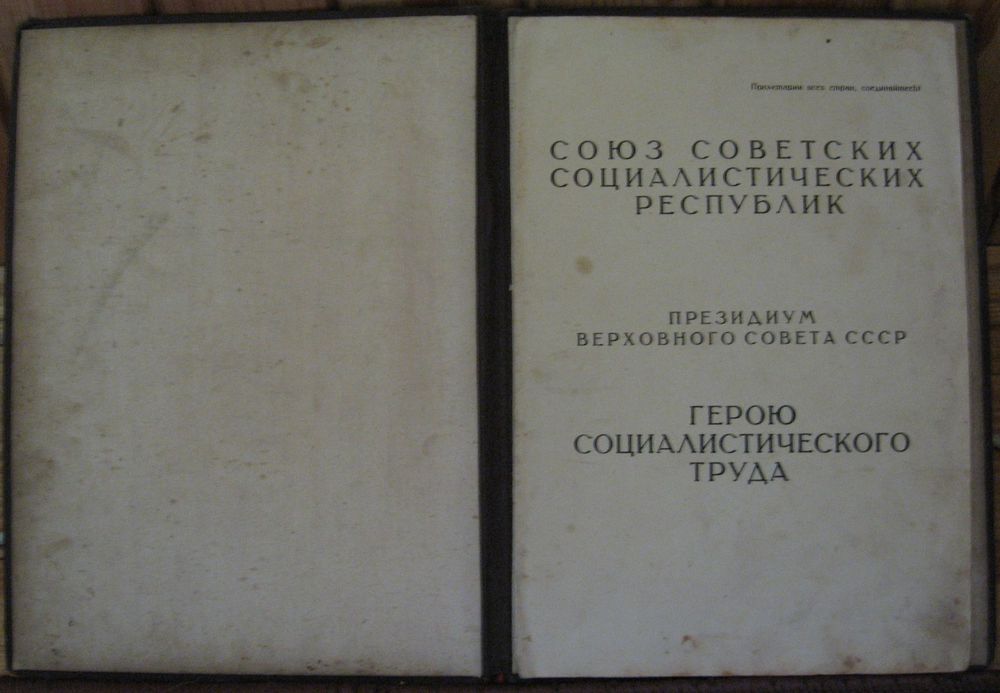 Пролетарии всех стран, соединяйтесь!
СОЮЗ СОВЕТСКИХ
СОЦИАЛИСТИЧЕСКИХ
РЕСПУБЛИК
ПРЕЗИДИУМ
ВЕРХОВНОГО СОВЕТА СССР
ГЕРОЮ
СОЦИАЛИСТИЧЕСКОГО
ТРУДА